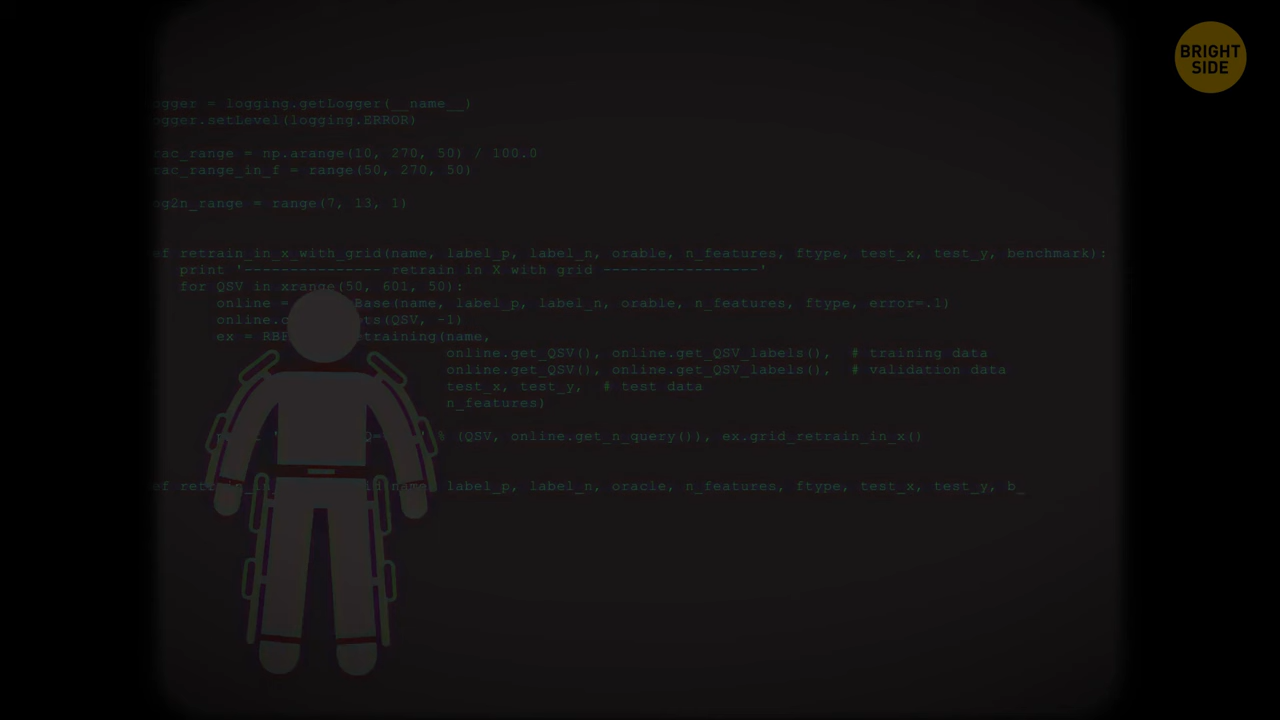 ogger = logging.getLogger(__name__)
ogger.setLevel(logging.ERROR)
rac_range = np.arange(10, 270, 50) / 100.0
rac_range_in_f = range(50, 270, 50)
og2n_range = range(7, 13, 1)
ef retrain_in_x_with_grid(name, label_p, label_n, orable, n_features, ftype, test_x, test_y, benchmark):
print '--------------- retrain in X with grid -----------------'
for QSV in xrange(50, 601, 50):
online = Base(name, label_p, label_n, orable, n_features, ftype, error=.1)
online.c ts(QSV, -1)
ex = RB etraining(name,
online.get_QSV(), online.get_QSV_labels(), # training data
online.get_QSV(), online.get_QSV_labels(), # validation data
test_x, test_y, # test data
n_features)
% (QSV, online.get_n_query()), ex.grid_retrain_in_x()
label_p, label_n, oracle, n_features, ftype, test_x, test_y, b_
BRIGHT
SIDE